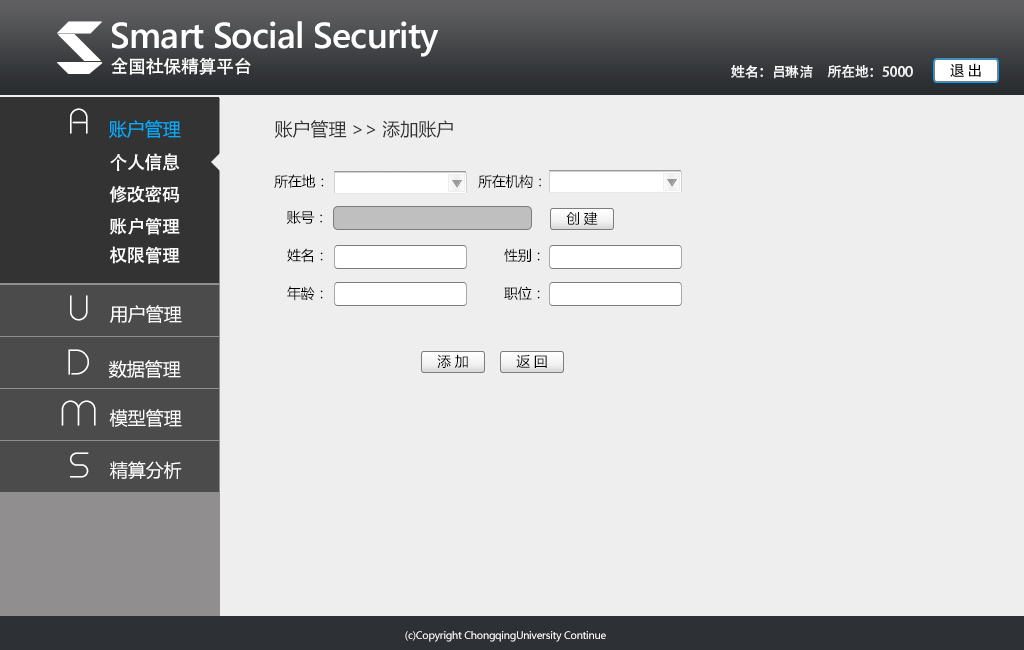 Smart Social Security
全国社保精算平台
姓名：吕琳洁 所在地：5000 退 出
A 账户管理
个人信息
修改密码
账户管理
权限管理
U 用户管理
D 数据管理
M 模型管理
S 精算分析
账户管理 >> 添加账户
所在地： 所在机构：
账号： 创 建
姓名： 性别：
年龄： 职位：
添 加 返 回
(c)Copyright ChongqingUniversity Continue